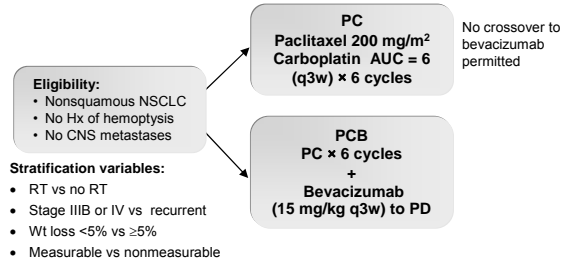 PC
Paclitaxel 200 mg/m²
Carboplatin AUC = 6
(q3w) × 6 cycles
No crossover to
bevacizumab
permitted
Eligibility:
• Nonsquamous NSCLC
• No Hx of hemoptysis
• No CNS metastases
PCB
PC × 6 cycles
+
Bevacizumab
(15 mg/kg q3w) to PD
Stratification variables:
• RT vs no RT
• Stage IIIB or IV vs recurrent
• Wt loss <5% vs ≥5%
• Measurable vs nonmeasurable